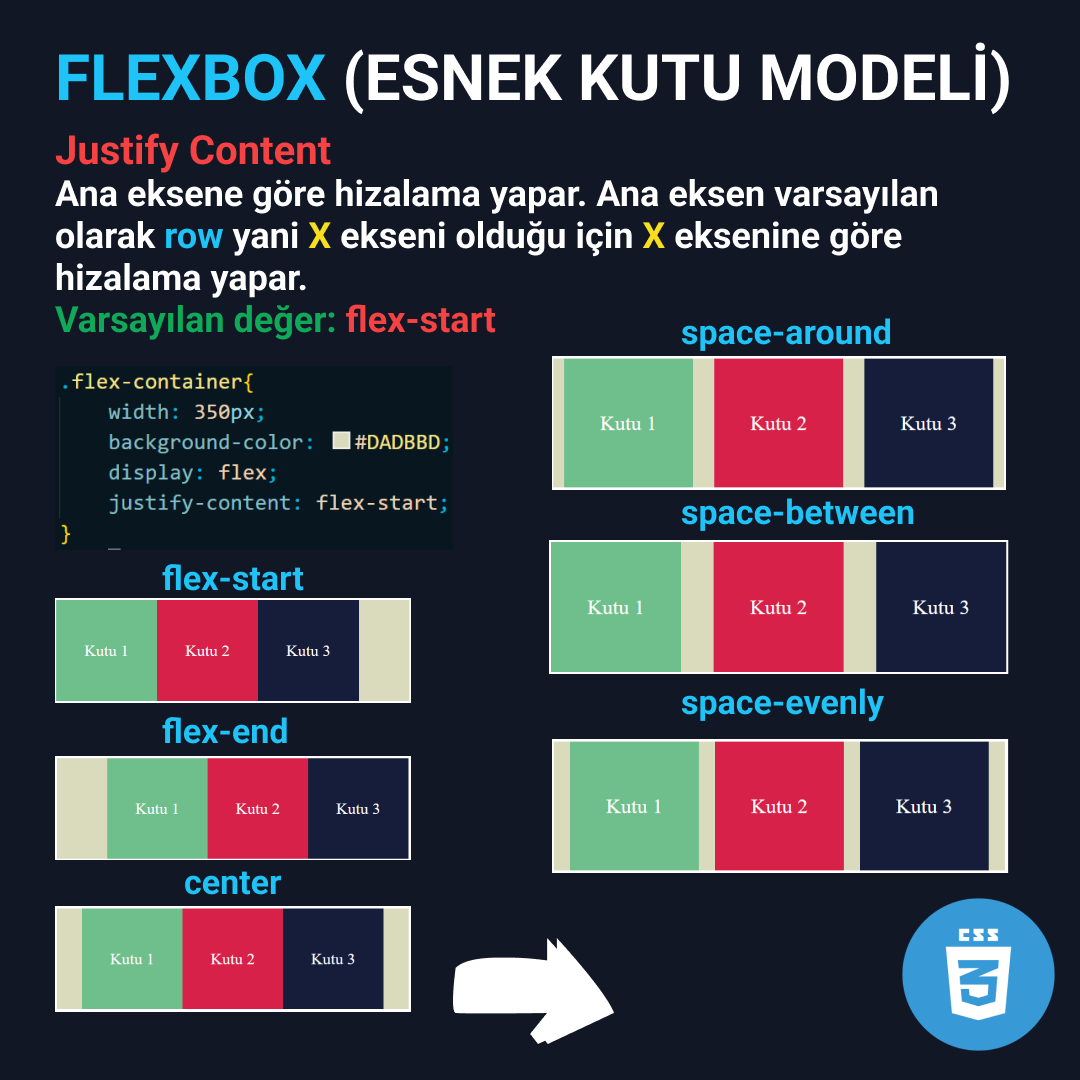 FLEXBOX (ESNEK KUTU MODELİ)
Justify Content
Ana eksene göre hizalama yapar. Ana eksen varsayılan
olarak row yani X ekseni olduğu için X eksenine göre
hizalama yapar.
Varsayılan değer: flex-start
.flex-container{
width: 350px;
background-color: #DADBBD;
display: flex;
justify-content: flex-start;
}
flex-start
Kutu 1 Kutu 2 Kutu 3
flex-end
Kutu 1 Kutu 2 Kutu 3
center
Kutu 1 Kutu 2 Kutu 3
space-around
Kutu 1 Kutu 2 Kutu 3
space-between
Kutu 1 Kutu 2 Kutu 3
space-evenly
Kutu 1 Kutu 2 Kutu 3
CSS
3